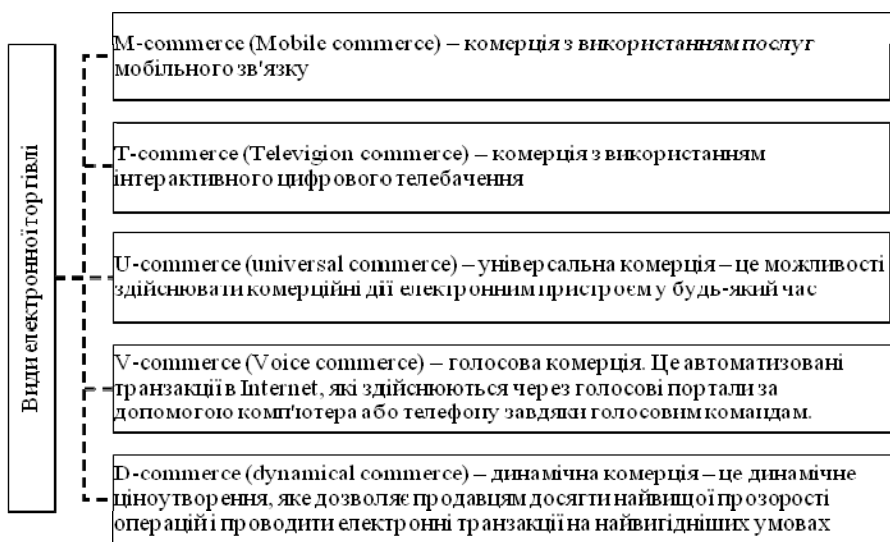 Види електронної торгівлі
M-commerce (Mobile commerce) – комерція з використанням послуг
мобільного зв'язку
T-commerce (Televigion commerce) – комерція з використанням
інтерактивного цифрового телебачення
U-commerce (universal commerce) – універсальна комерція – це можливості
здійснювати комерційні дії електронним пристроєм у будь-який час
V-commerce (Voice commerce) – голосова комерція. Це автоматизовані
транзакції в Internet, які здійснюються через голосові портали за
допомогою комп'ютера або телефону завдяки голосовим командам.
D-commerce (dynamical commerce) – динамічна комерція – це динамічне
ціноутворення, яке дозволяє продавцям досягти найвищої прозорості
операцій і проводити електронні транзакції на найвигідніших умовах